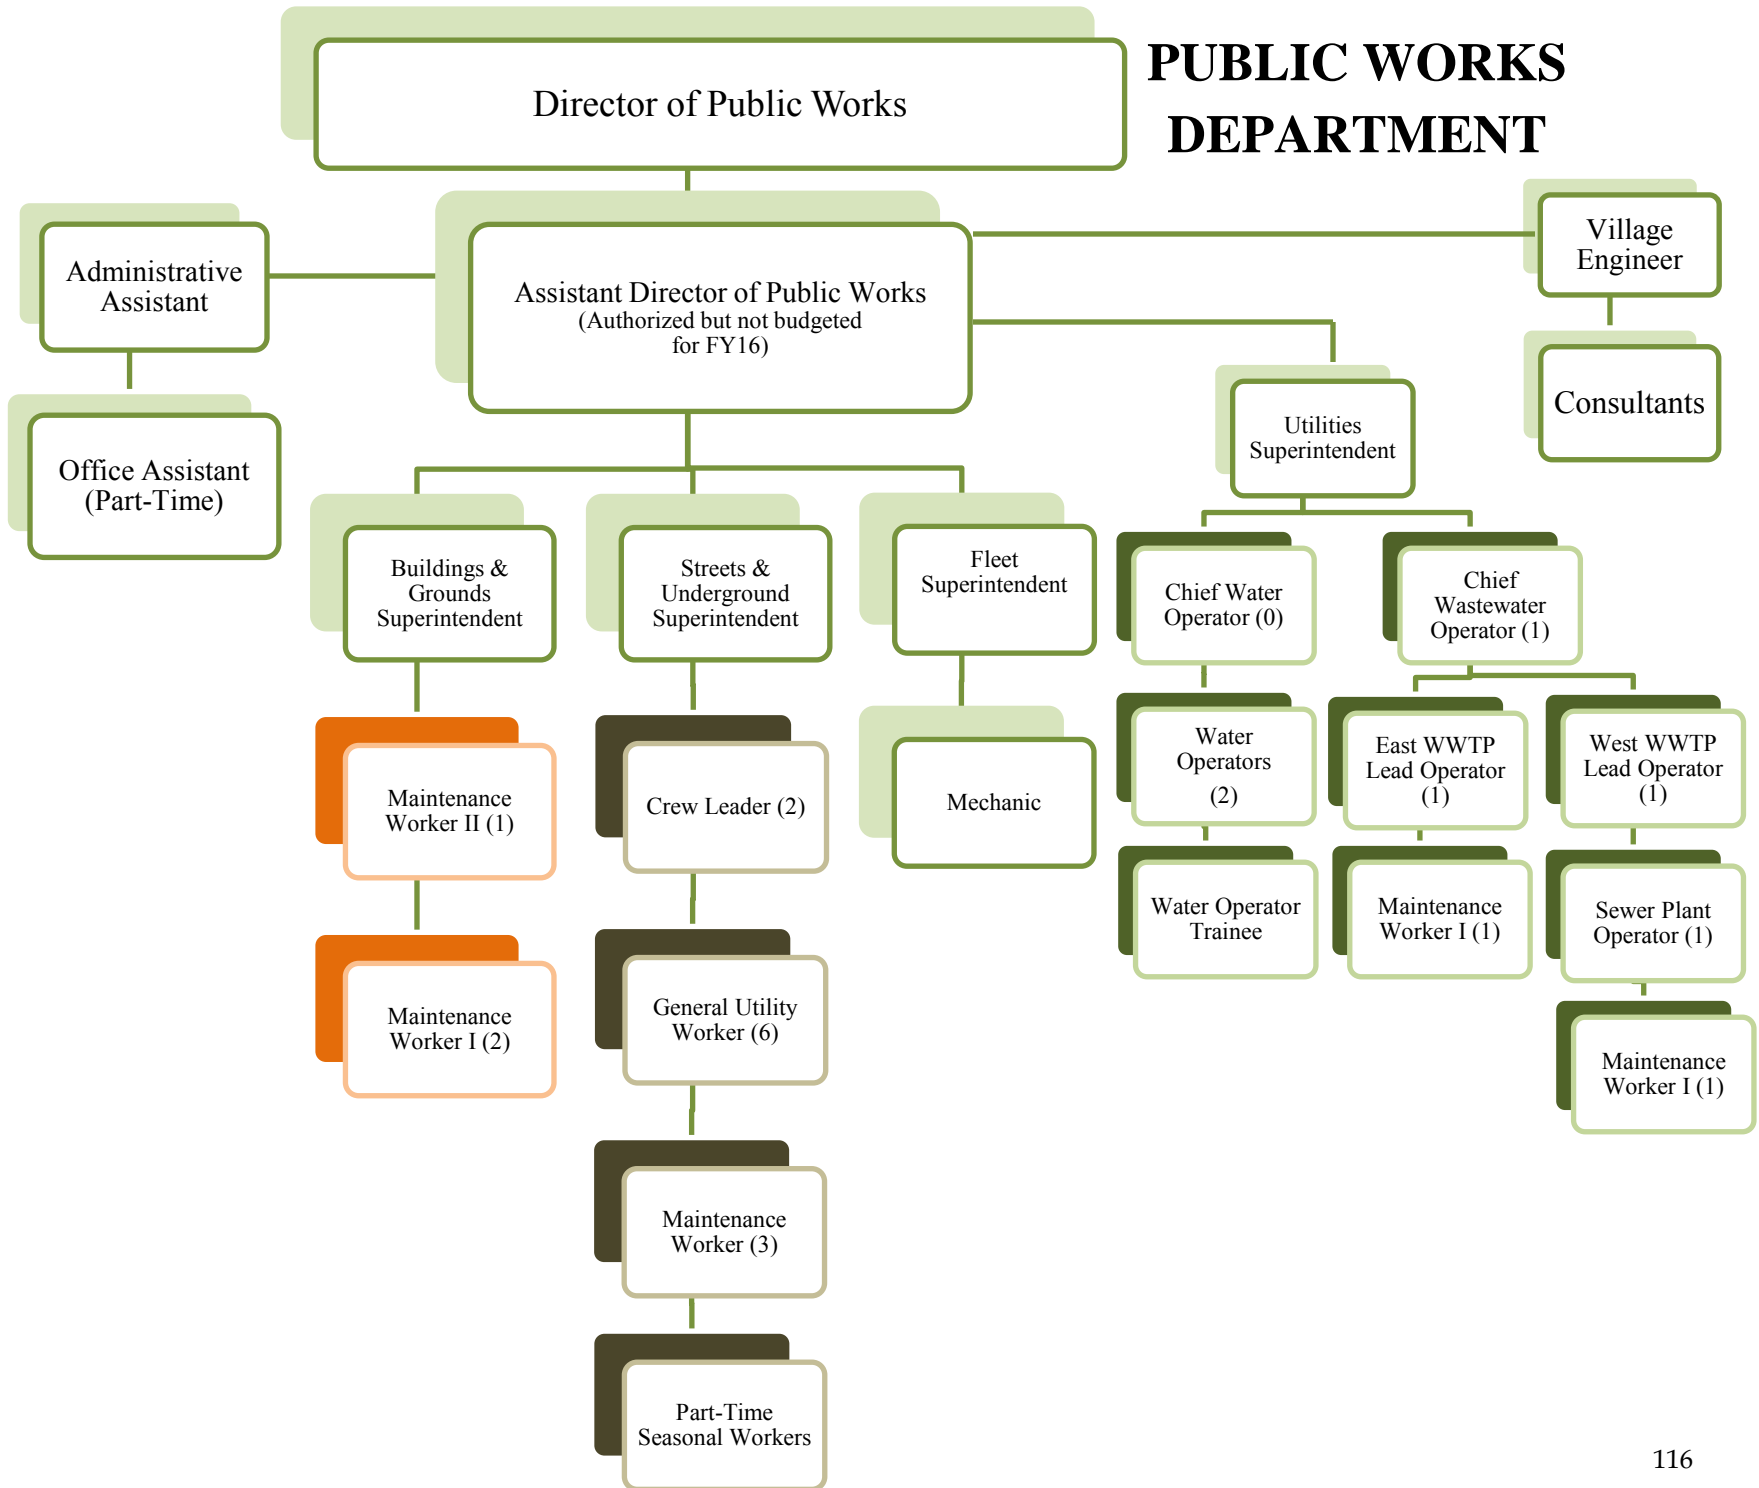 PUBLIC WORKS
DEPARTMENT
Director of Public Works
Administrative
Assistant
Office Assistant
(Part-Time)
Assistant Director of Public Works
(Authorized but not budgeted
for FY16)
Village
Engineer
Consultants
Utilities
Superintendent
Buildings &
Grounds
Superintendent
Maintenance
Worker II (1)
Maintenance
Worker I (2)
Streets &
Underground
Superintendent
Crew Leader (2)
General Utility
Worker (6)
Maintenance
Worker (3)
Part-Time
Seasonal Workers
Fleet
Superintendent
Mechanic
Chief Water
Operator (0)
Water
Operators
(2)
Water Operator
Trainee
Chief
Wastewater
Operator (1)
East WWTP
Lead Operator
(1)
Maintenance
Worker I (1)
West WWTP
Lead Operator
(1)
Sewer Plant
Operator (1)
Maintenance
Worker I (1)
116